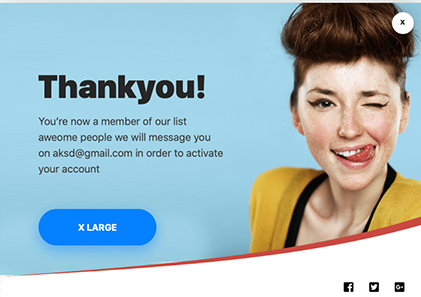 X
Thankyou!
You're now a member of our list
aweome people we will message you
on aksd@gmail.com in order to activate
your account
X LARGE